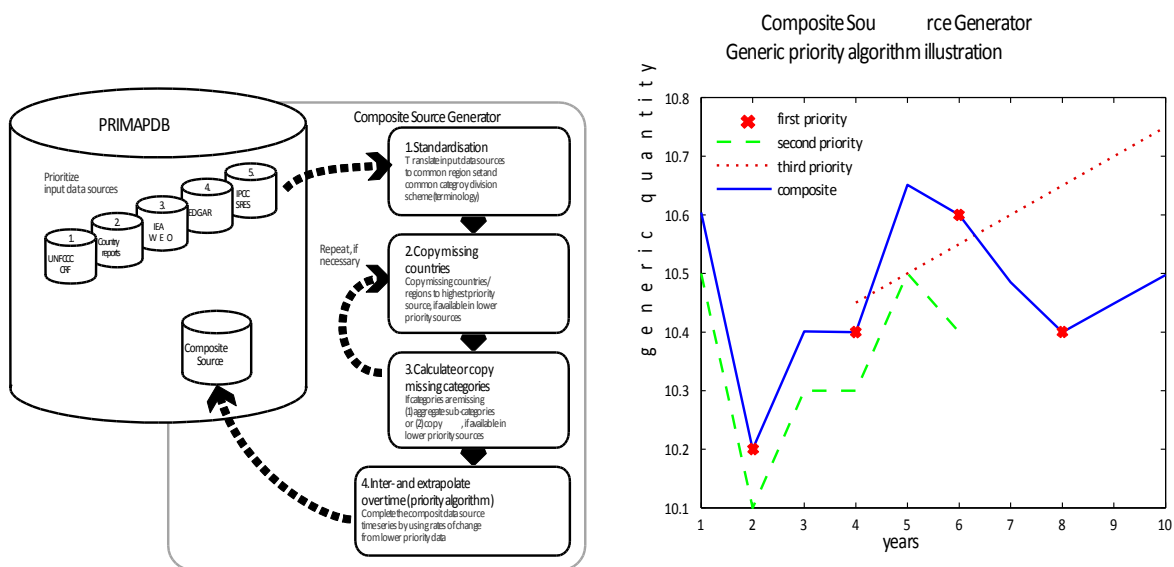 PRIMAPDB
Prioritize
input data sources
1.
UNFCCC
CRF
2.
Country
reports
3.
IEA
W E O
4.
EDGAR
5.
IPCC
SRES
Composite
Source
Composite Source Generator
1.Standardisation
T ranslate input data sources
to common region set and
common categroy division
scheme (terminology)
Repeat, if
necessary
2.Copy missing
countries
Copy missing countries/
regions to highest priority
source, if available in lower
priority sources
3.Calculate or copy
missing categories
If categories are missing
(1) aggregate sub-categories
or (2) copy , if available in
lower priority sources
4.Inter- and extrapolate
over time (priority algorithm)
Complete the composit data source
time series by using rates of change
from lower priority data
Composite Sou rce Generator
Generic priority algorithm illustration
generic quantity
10.8
10.7
10.6
10.5
10.4
10.3
10.2
10.1
first priority
second priority
third priority
composite
1 2 3 4 5 6 7 8 9 10
years